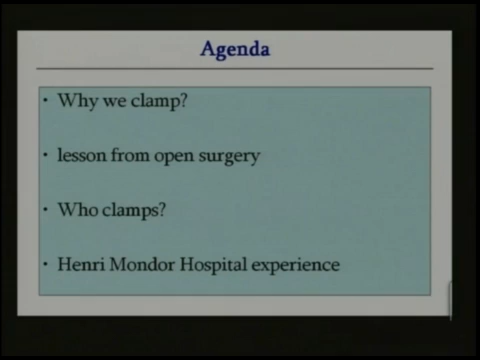 Agenda
• Why we clamp?
• lesson from open surgery
• Who clamps?
• Henri Mondor Hospital experience